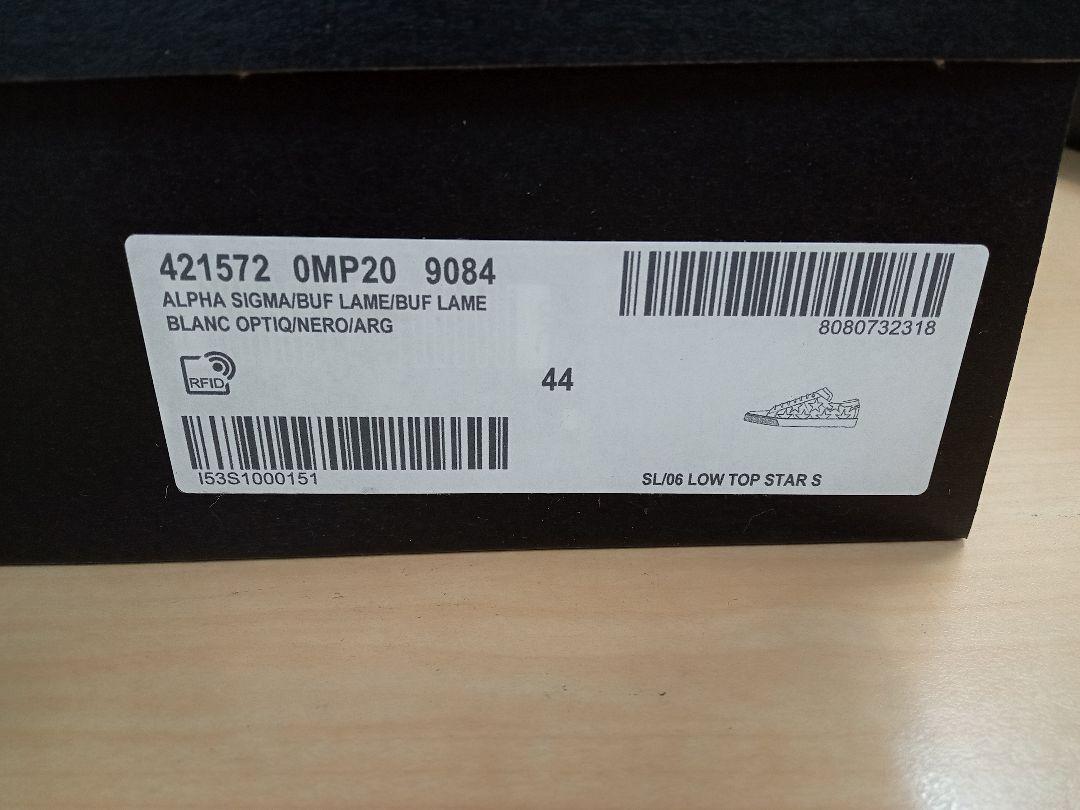 421572 0MP20 9084
ALPHA SIGMA/BUF LAME/BUF LAME
BLANC OPTIQ/NERO/ARG
8080732318
RFID
44
I53S1000151
SL/06 LOW TOP STAR S